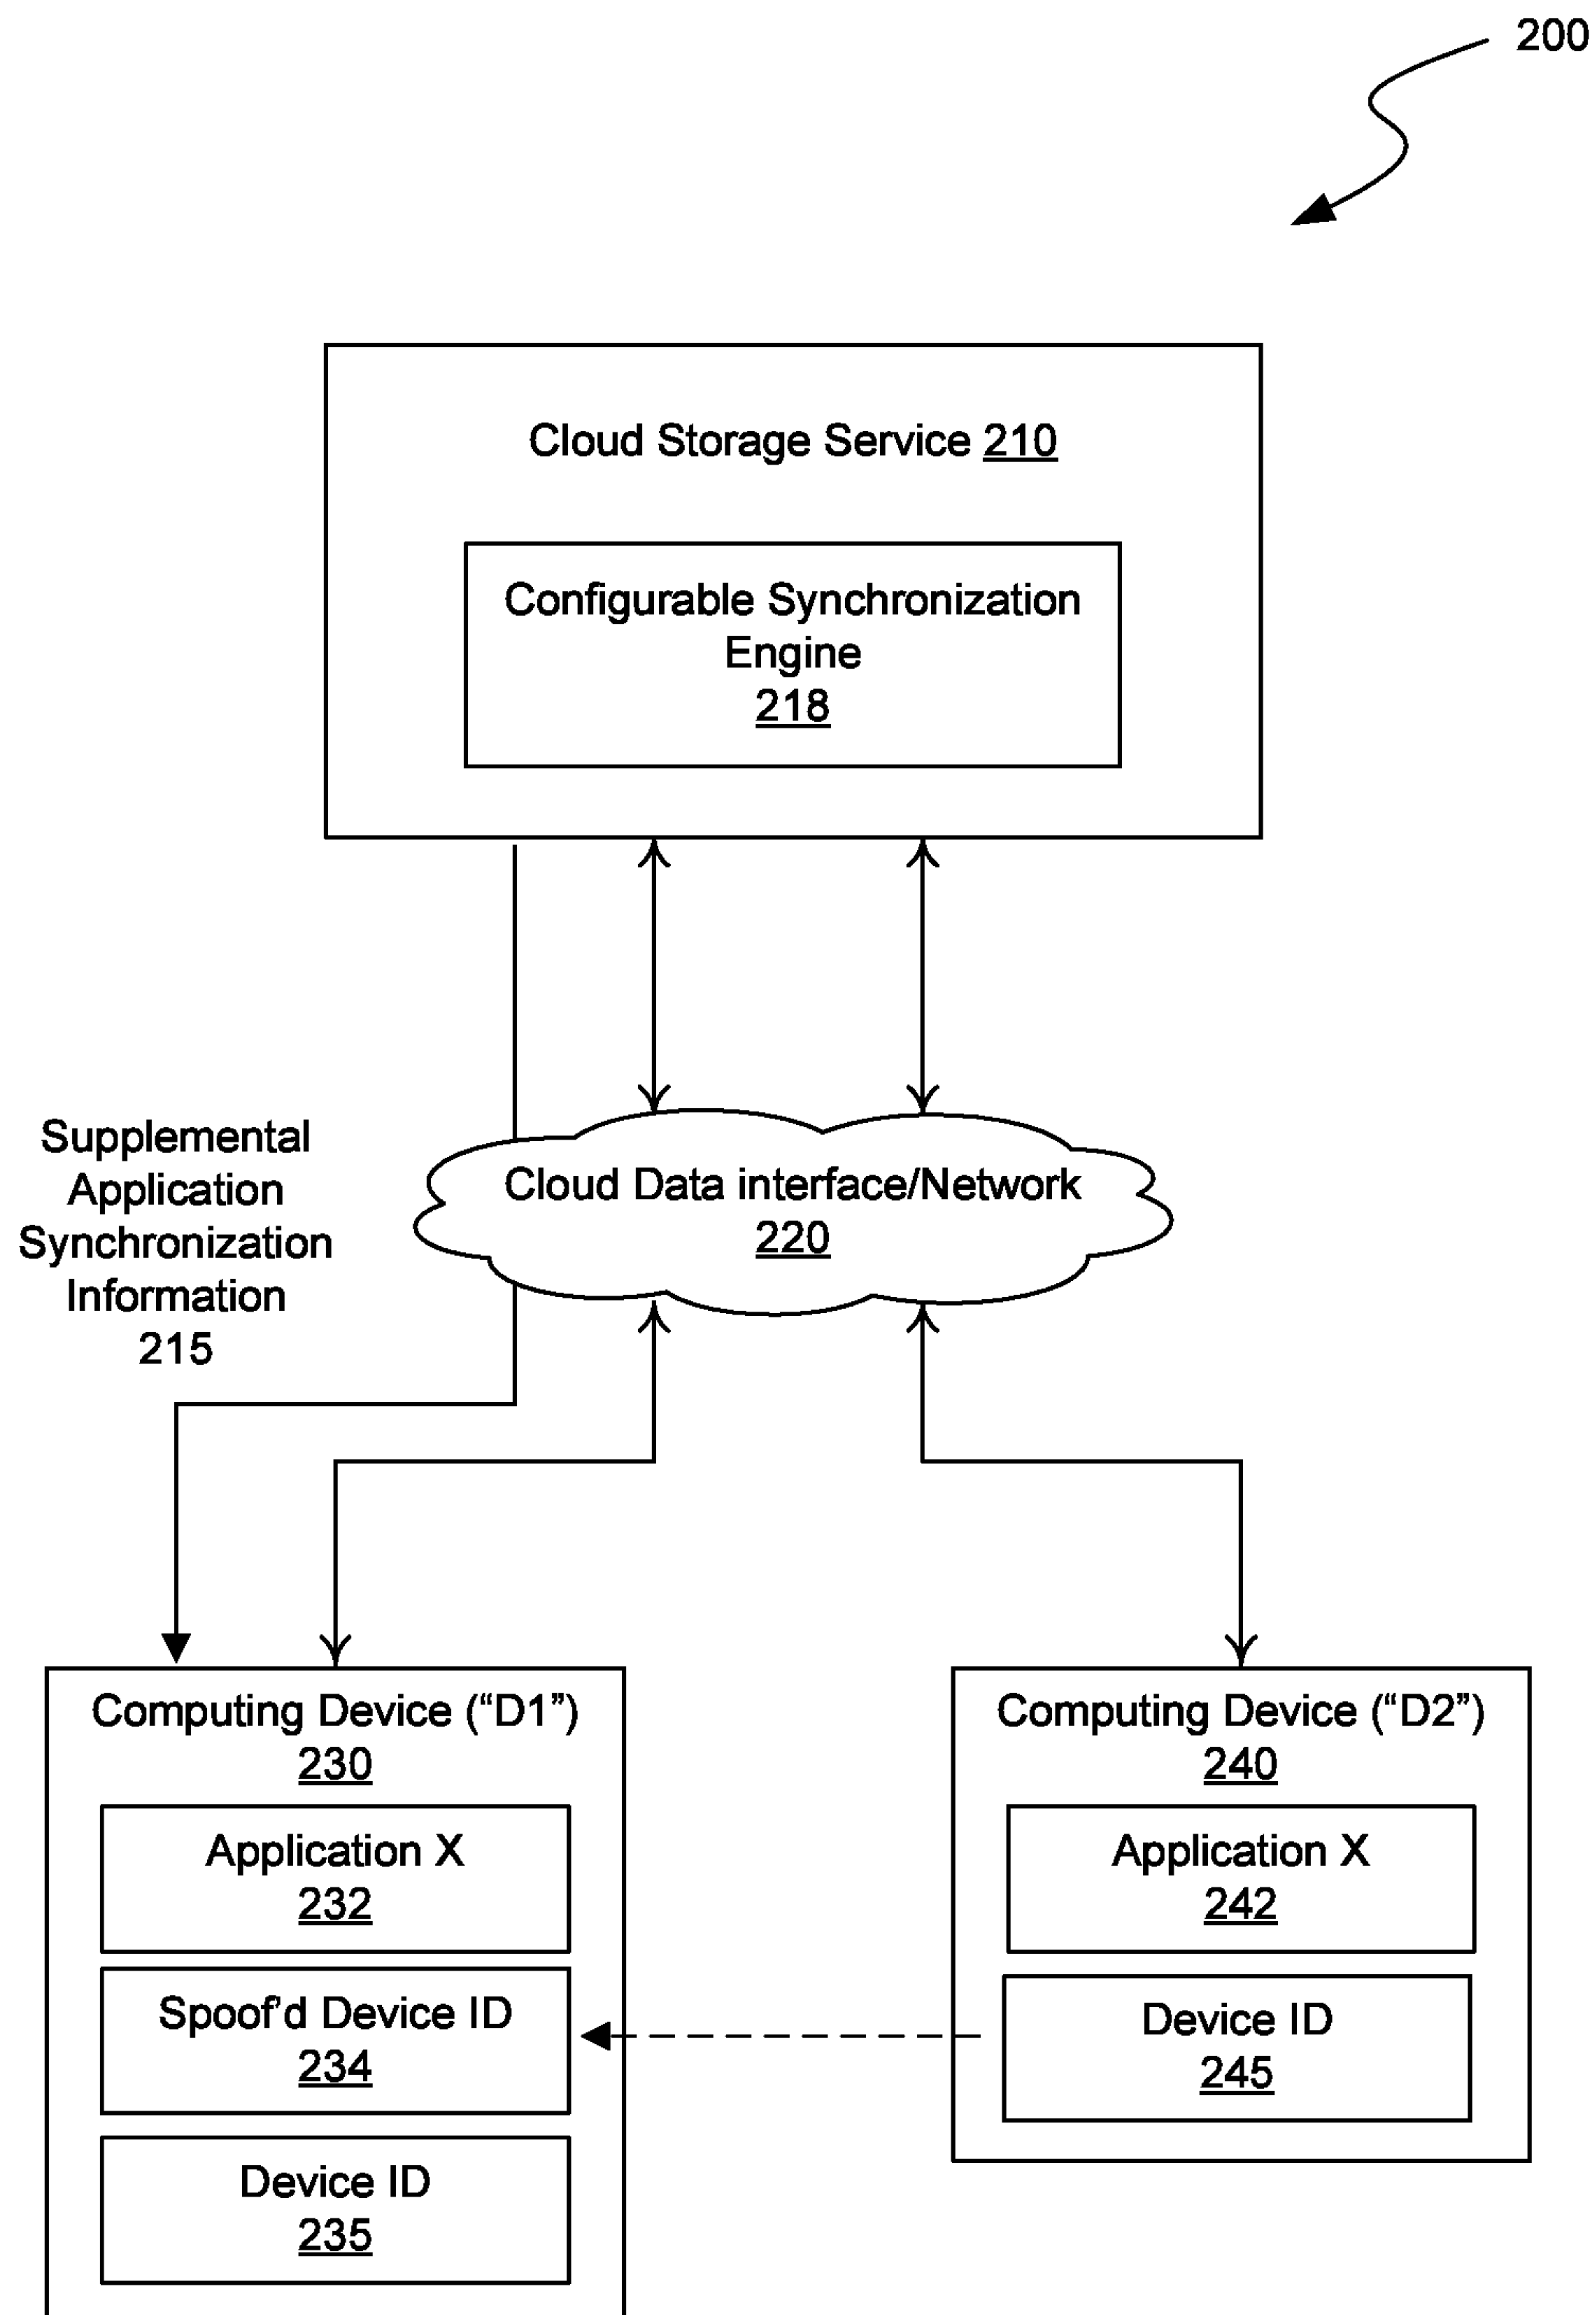 200
Cloud Storage Service 210
Configurable Synchronization
Engine
218
Supplemental
Application
Synchronization
Information
215
Cloud Data interface/Network
220
Computing Device (“D1”)
230
Application X
232
Spoof’d Device ID
234
Device ID
235
Computing Device (“D2”)
240
Application X
242
Device ID
245